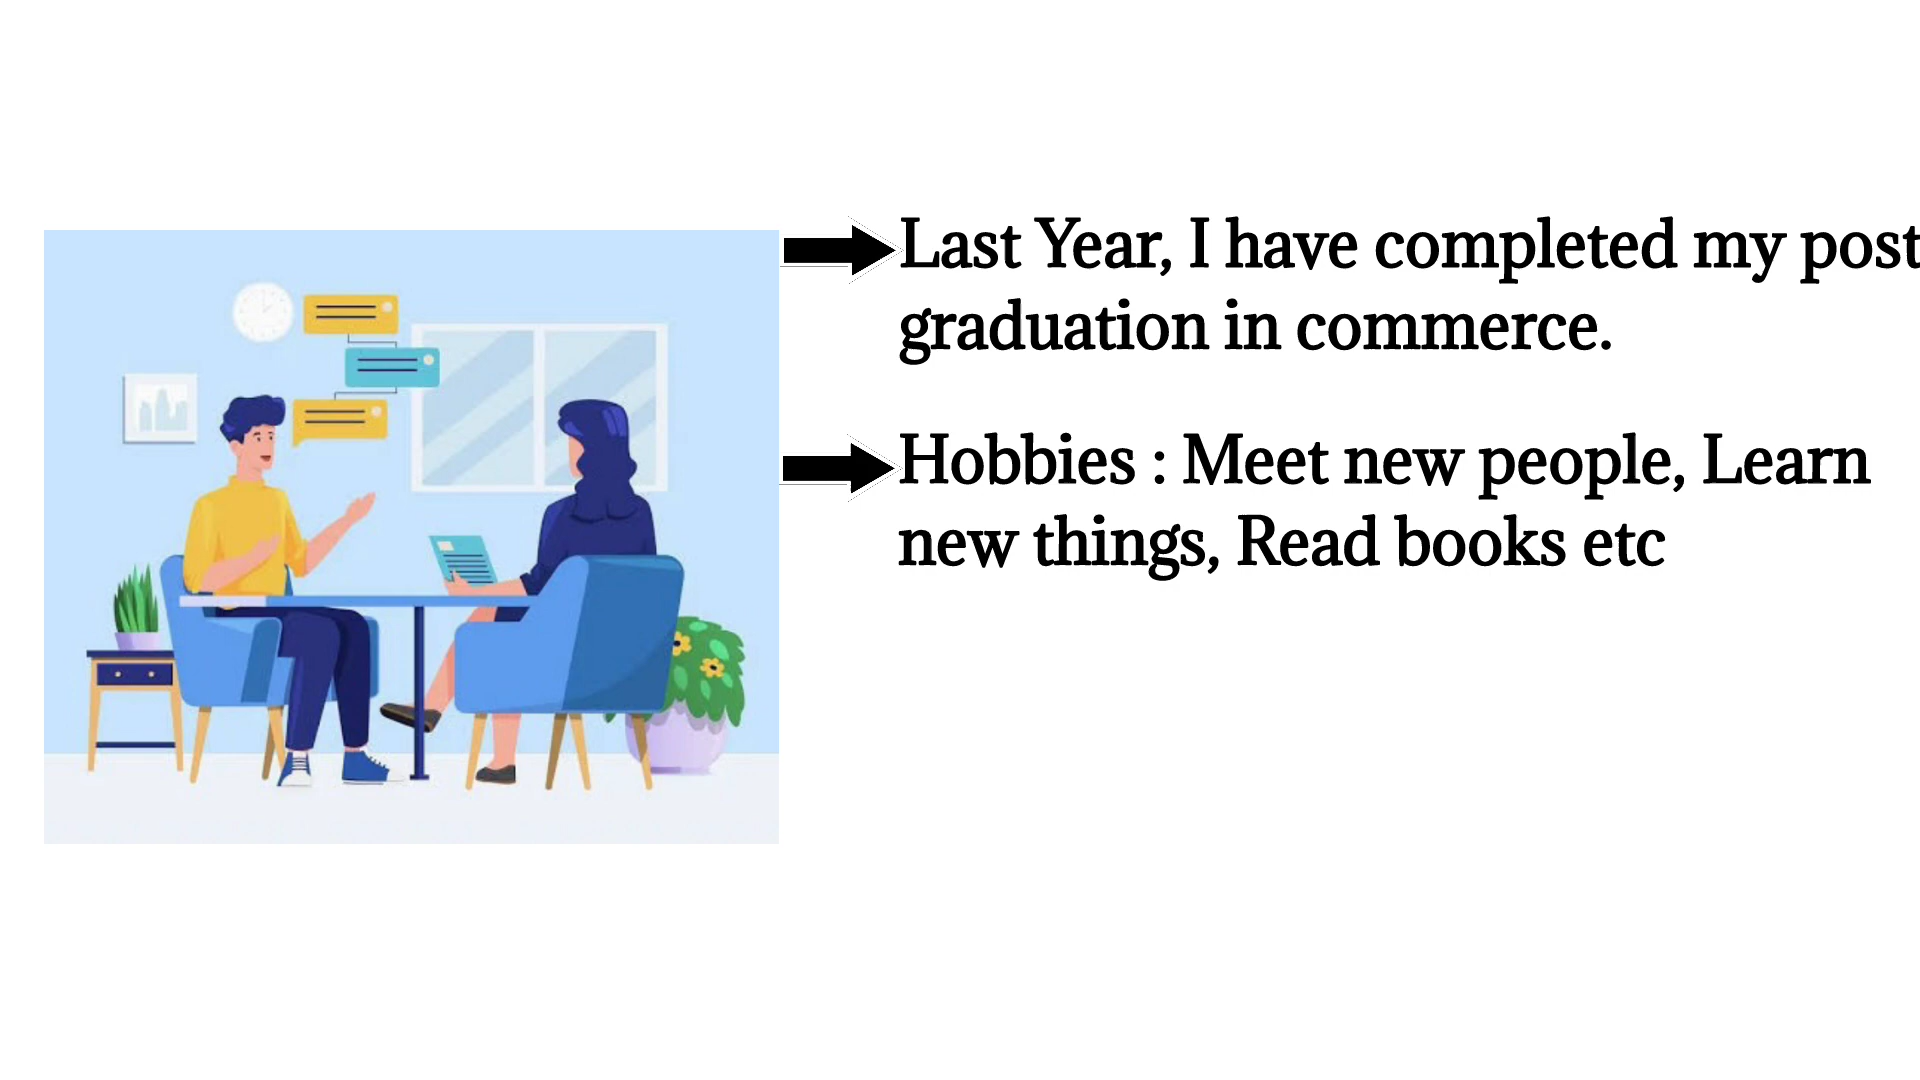 Last Year, I have completed my post
graduation in commerce.
Hobbies : Meet new people, Learn
new things, Read books etc